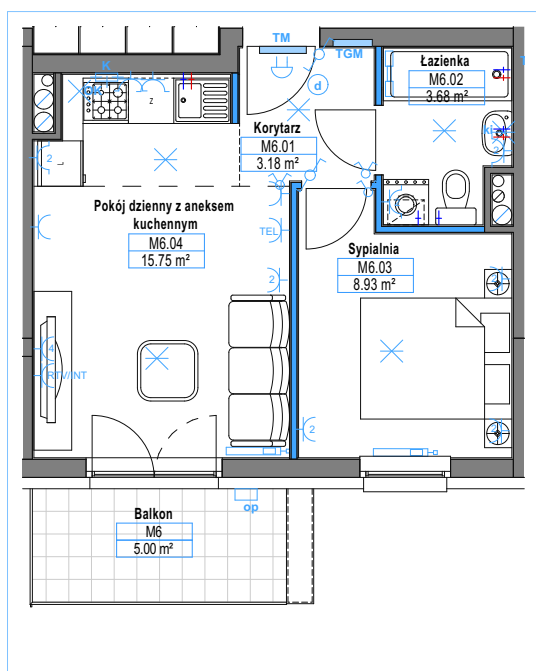 TM
TGM
Łazienka
M6.02
3.68 m²
K
d
z
Korytarz
M6.01
3.18 m²
2
L
Pokój dzienny z aneksem
kuchennym
M6.04
15.75 m²
TEL
Sypialnia
M6.03
8.93 m²
2
4
RTV/INT
2
op
Balkon
M6
5.00 m²